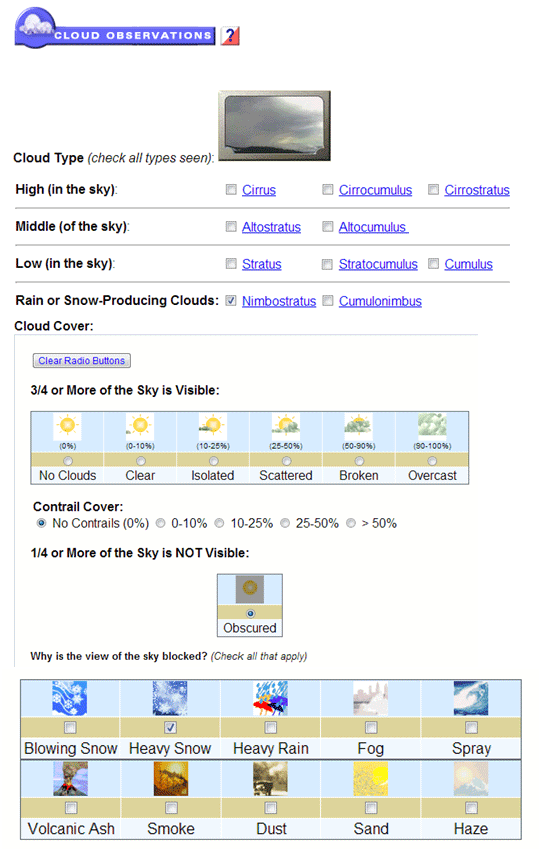 CLOUD OBSERVATIONS ?
Cloud Type (check all types seen):
High (in the sky): Cirrus Cirrocumulus Cirrostratus
Middle (of the sky): Altostratus Altocumulus
Low (in the sky): Stratus Stratocumulus Cumulus
Rain or Snow-Producing Clouds: Nimbostratus Cumulonimbus
Cloud Cover:
Clear Radio Buttons
3/4 or More of the Sky is Visible:
(0%) (0-10%) (10-25%) (25-50%) (50-90%) (90-100%)
No Clouds Clear Isolated Scattered Broken Overcast
Contrail Cover:
No Contrails (0%) 0-10% 10-25% 25-50% > 50%
1/4 or More of the Sky is NOT Visible:
Obscured
Why is the view of the sky blocked? (Check all that apply)
Blowing Snow Heavy Snow Heavy Rain Fog Spray
Volcanic Ash Smoke Dust Sand Haze